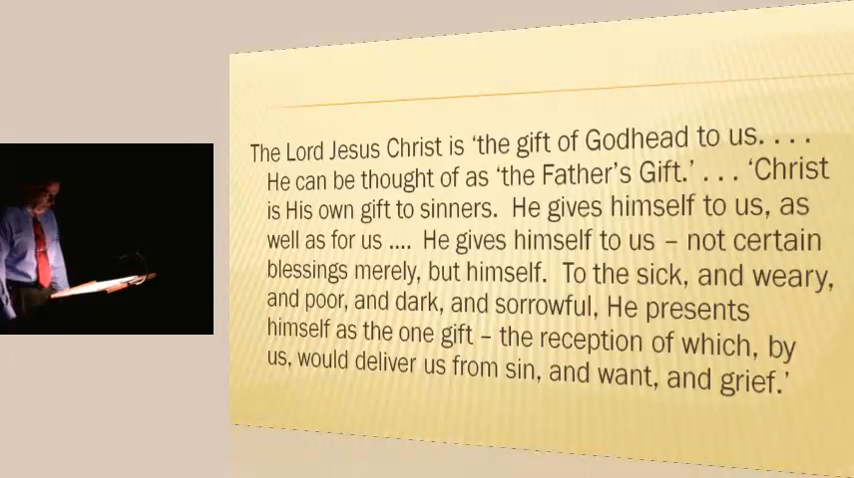 The Lord Jesus Christ is ‘the gift of Godhead to us. . . .
He can be thought of as ‘the Father’s Gift.’ . . . ‘Christ
is His own gift to sinners.  He gives himself to us, as
well as for us ....  He gives himself to us – not certain
blessings merely, but himself.  To the sick, and weary,
and poor, and dark, and sorrowful, He presents
himself as the one gift – the reception of which, by
us, would deliver us from sin, and want, and grief.’